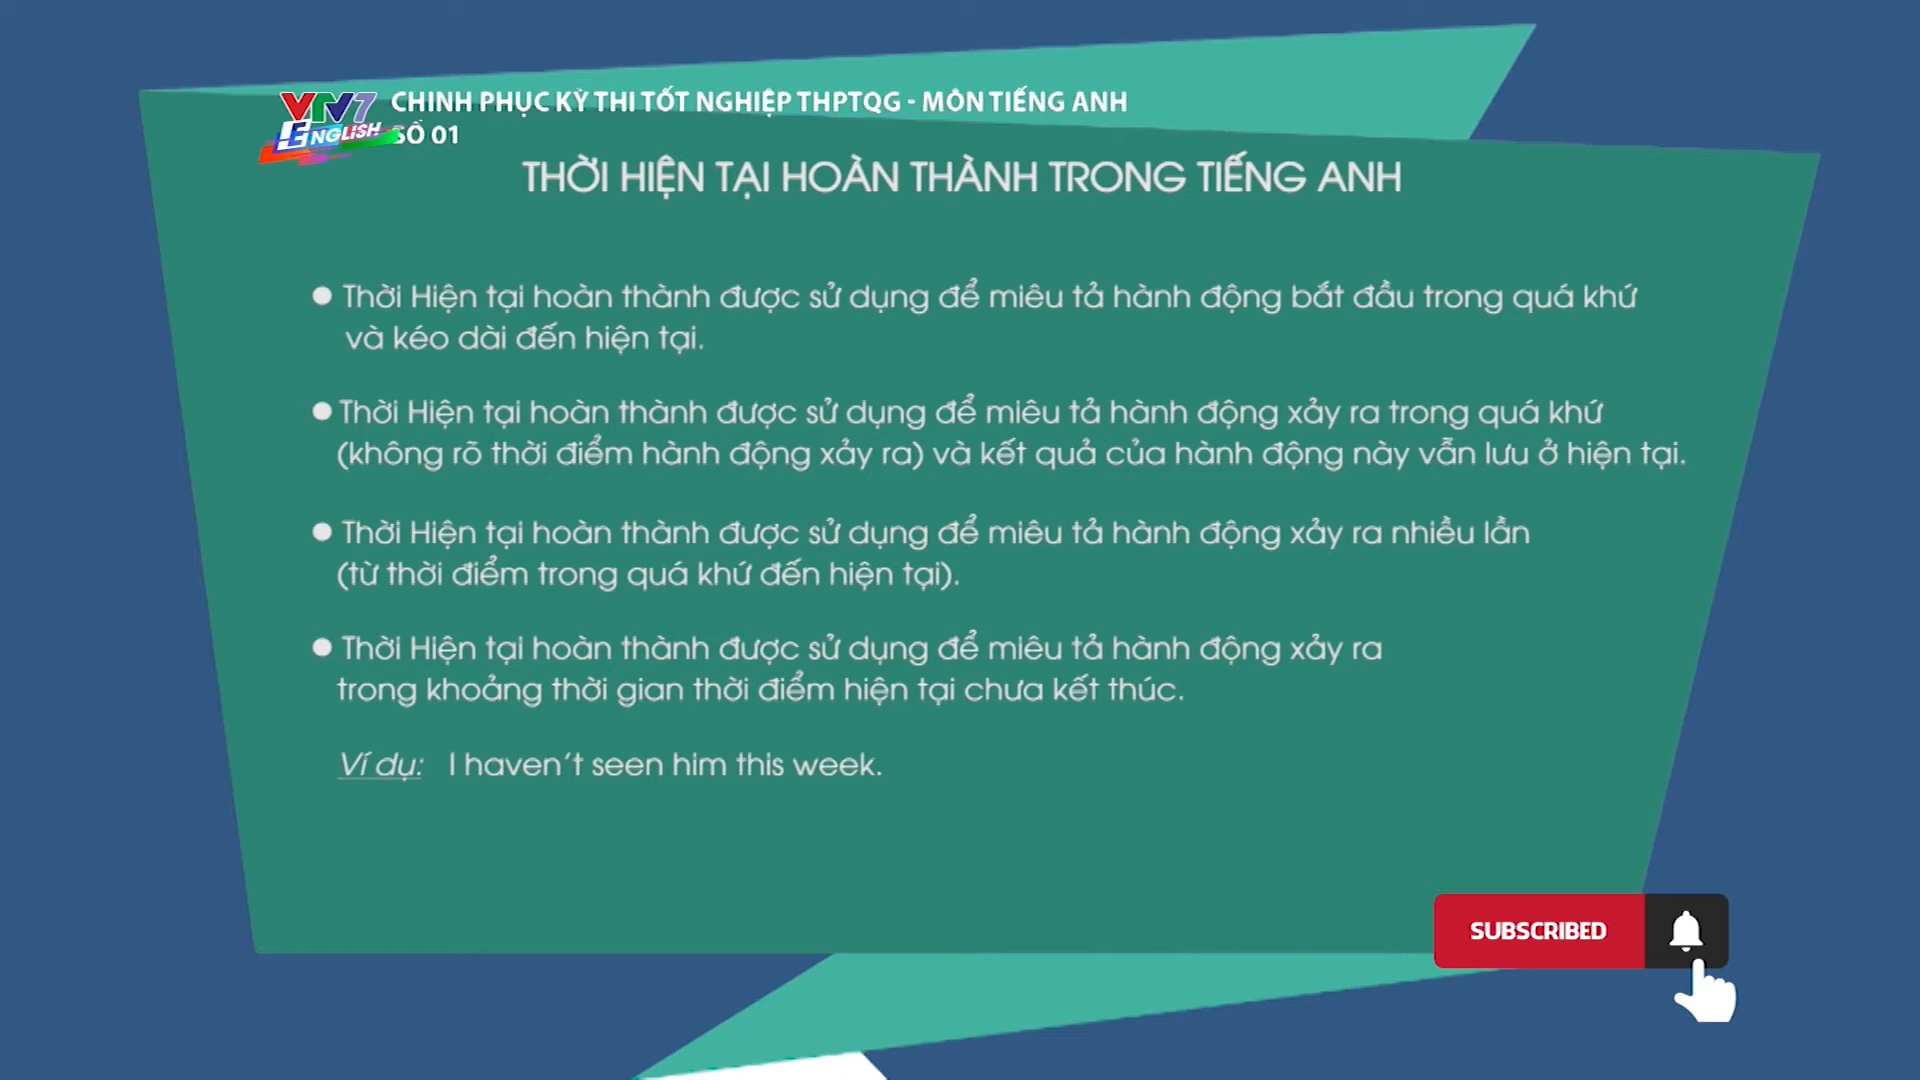 VTV7
ENGLISH
CHINH PHỤC KỲ THI TỐT NGHIỆP THPTQG - MÔN TIẾNG ANH
SỐ 01
THỜI HIỆN TẠI HOÀN THÀNH TRONG TIẾNG ANH
● Thời Hiện tại hoàn thành được sử dụng để miêu tả hành động bắt đầu trong quá khứ
và kéo dài đến hiện tại.
● Thời Hiện tại hoàn thành được sử dụng để miêu tả hành động xảy ra trong quá khứ
(không rõ thời điểm hành động xảy ra) và kết quả của hành động này vẫn lưu ở hiện tại.
● Thời Hiện tại hoàn thành được sử dụng để miêu tả hành động xảy ra nhiều lần
(từ thời điểm trong quá khứ đến hiện tại).
● Thời Hiện tại hoàn thành được sử dụng để miêu tả hành động xảy ra
trong khoảng thời gian thời điểm hiện tại chưa kết thúc.
Ví dụ: I haven't seen him this week.
SUBSCRIBED